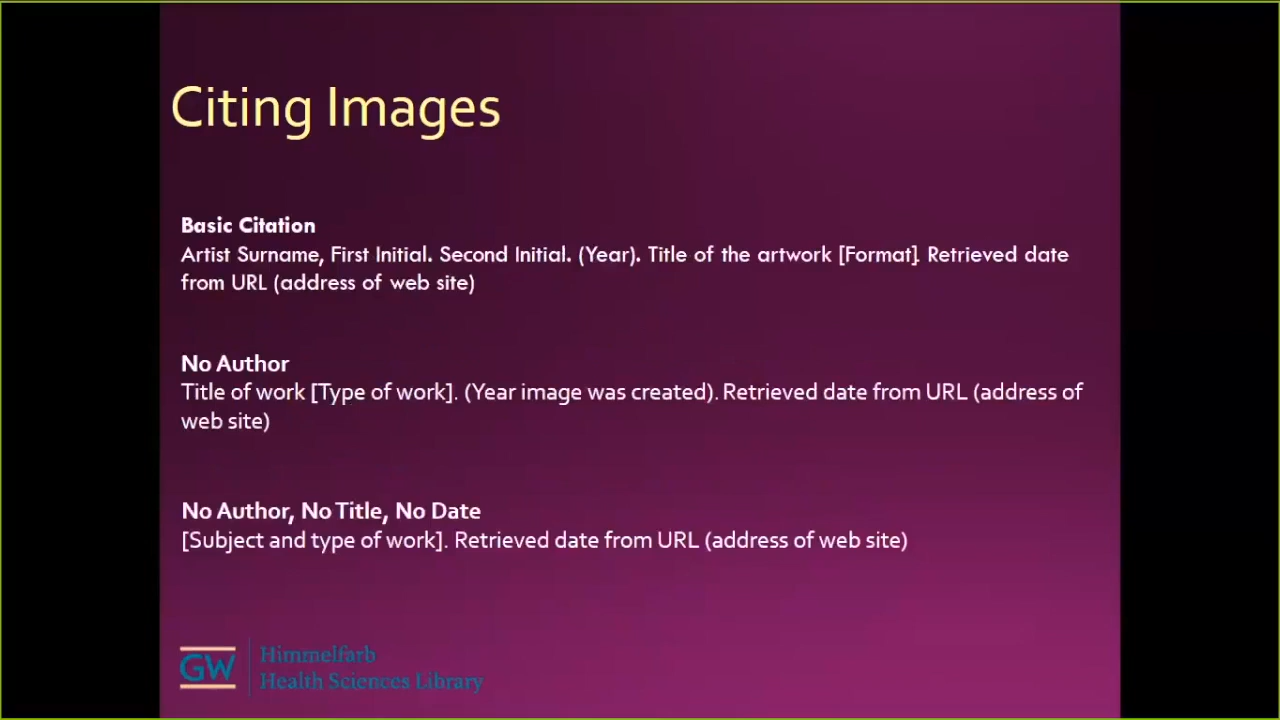 Citing Images
Basic Citation
Artist Surname, First Initial. Second Initial. (Year). Title of the artwork [Format]. Retrieved date
from URL (address of web site)
No Author
Title of work [Type of work]. (Year image was created). Retrieved date from URL (address of
web site)
No Author, No Title, No Date
[Subject and type of work]. Retrieved date from URL (address of web site)
GW
Himmelfarb
Health Sciences Library